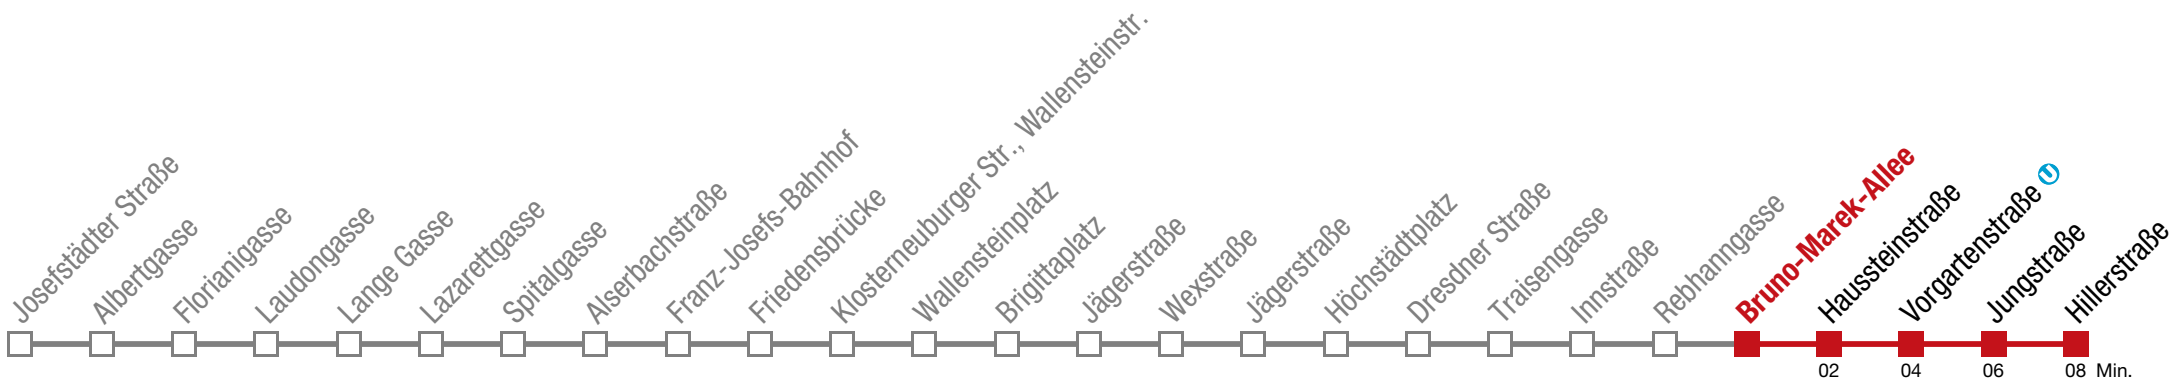 Josefstädter Straße
Albertgasse
Florianigasse
Laudongasse
Lange Gasse
Lazarettgasse
Spitalgasse
Alserbachstraße
Franz-Josefs-Bahnhof
Friedensbrücke
Klosterneuburger Str., Wallensteinstr.
Wallensteinplatz
Brigittaplatz
Jägerstraße
Wexstraße
Jägerstraße
Höchstädtplatz
Dresdner Straße
Traisengasse
Innstraße
Rebhanngasse
Bruno-Marek-Allee
Haussteinstraße
Vorgartenstraße U
Jungstraße
Hillerstraße
02 04 06 08 Min.